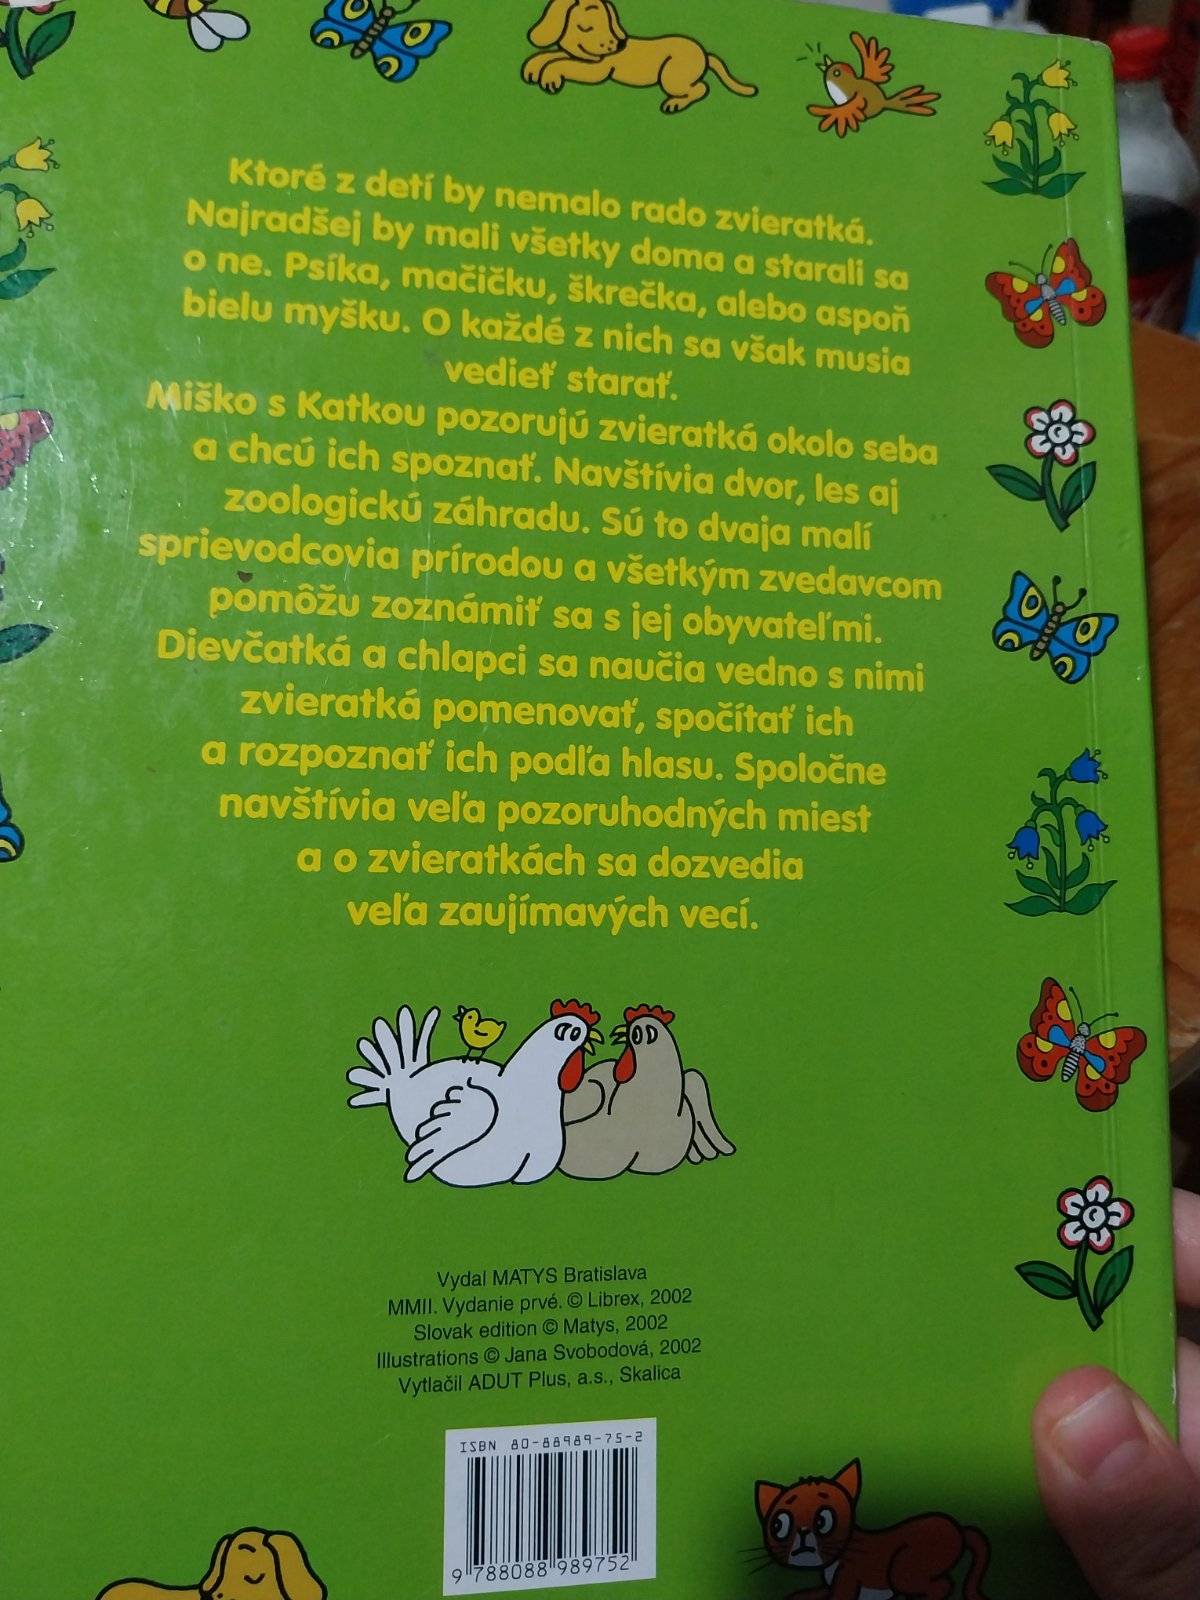 Ktoré z detí by nemalo rado zvieratká.
Najradšej by mali všetky doma a starali sa
o ne. Psíka, mačičku, škrečka, alebo aspoň
bielu myšku. O každé z nich sa však musia
vedieť starať.
Miško s Katkou pozorujú zvieratká okolo seba
a chcú ich spoznať. Navštívia dvor, les aj
zoologickú záhradu. Sú to dvaja malí
sprievodcovia prírodou a všetkým zvedavcom
pomôžu zoznámiť sa s jej obyvateľmi.
Dievčatká a chlapci sa naučia vedno s nimi
zvieratká pomenovať, spočítať ich
a rozpoznať ich podľa hlasu. Spoločne
navštívia veľa pozoruhodných miest
a o zvieratkách sa dozvedia
veľa zaujímavých vecí.
Vydal MATYS Bratislava
MMII. Vydanie prvé. © Librex, 2002
Slovak edition © Matys, 2002
Illustrations © Jana Svobodová, 2002
Vytlačil ADUT Plus, a.s., Skalica
ISBN 80-88989-75-2
9 788088 989752